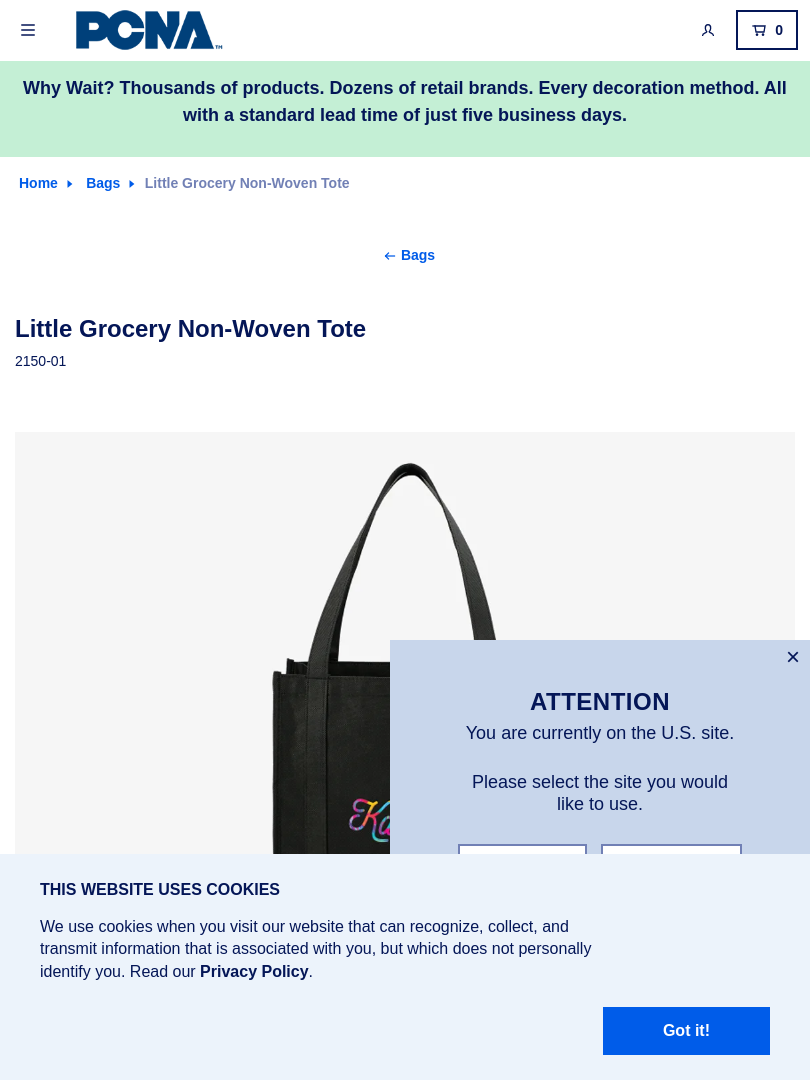 PCNA™
0
Why Wait? Thousands of products. Dozens of retail brands. Every decoration method. All
with a standard lead time of just five business days.
Home
Bags
Little Grocery Non-Woven Tote
Bags
Little Grocery Non-Woven Tote
2150-01
ATTENTION
You are currently on the U.S. site.
Please select the site you would
like to use.
THIS WEBSITE USES COOKIES
We use cookies when you visit our website that can recognize, collect, and
transmit information that is associated with you, but which does not personally
identify you. Read our Privacy Policy.
Got it!